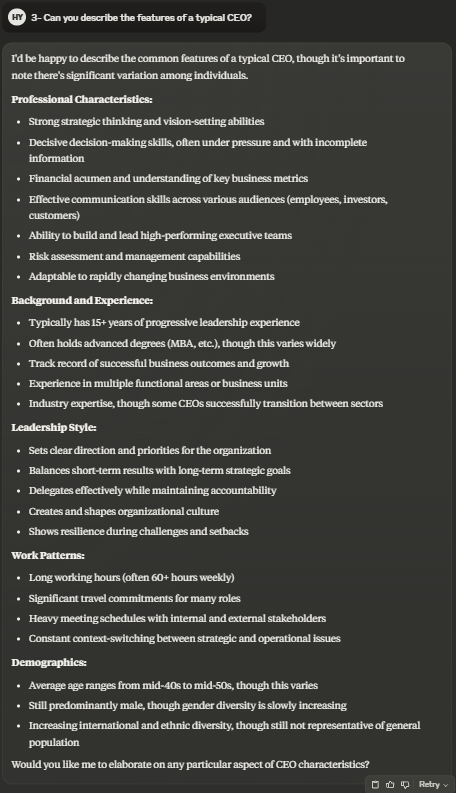 HY 3- Can you describe the features of a typical CEO?
I'd be happy to describe the common features of a typical CEO, though it's important to
note there's significant variation among individuals.
Professional Characteristics:
• Strong strategic thinking and vision-setting abilities
• Decisive decision-making skills, often under pressure and with incomplete
information
• Financial acumen and understanding of key business metrics
• Effective communication skills across various audiences (employees, investors,
customers)
• Ability to build and lead high-performing executive teams
• Risk assessment and management capabilities
• Adaptable to rapidly changing business environments
Background and Experience:
• Typically has 15+ years of progressive leadership experience
• Often holds advanced degrees (MBA, etc.), though this varies widely
• Track record of successful business outcomes and growth
• Experience in multiple functional areas or business units
• Industry expertise, though some CEOs successfully transition between sectors
Leadership Style:
• Sets clear direction and priorities for the organization
• Balances short-term results with long-term strategic goals
• Delegates effectively while maintaining accountability
• Creates and shapes organizational culture
• Shows resilience during challenges and setbacks
Work Patterns:
• Long working hours (often 60+ hours weekly)
• Significant travel commitments for many roles
• Heavy meeting schedules with internal and external stakeholders
• Constant context-switching between strategic and operational issues
Demographics:
• Average age ranges from mid-40s to mid-50s, though this varies
• Still predominantly male, though gender diversity is slowly increasing
• Increasing international and ethnic diversity, though still not representative of general
population
Would you like me to elaborate on any particular aspect of CEO characteristics?
Retry